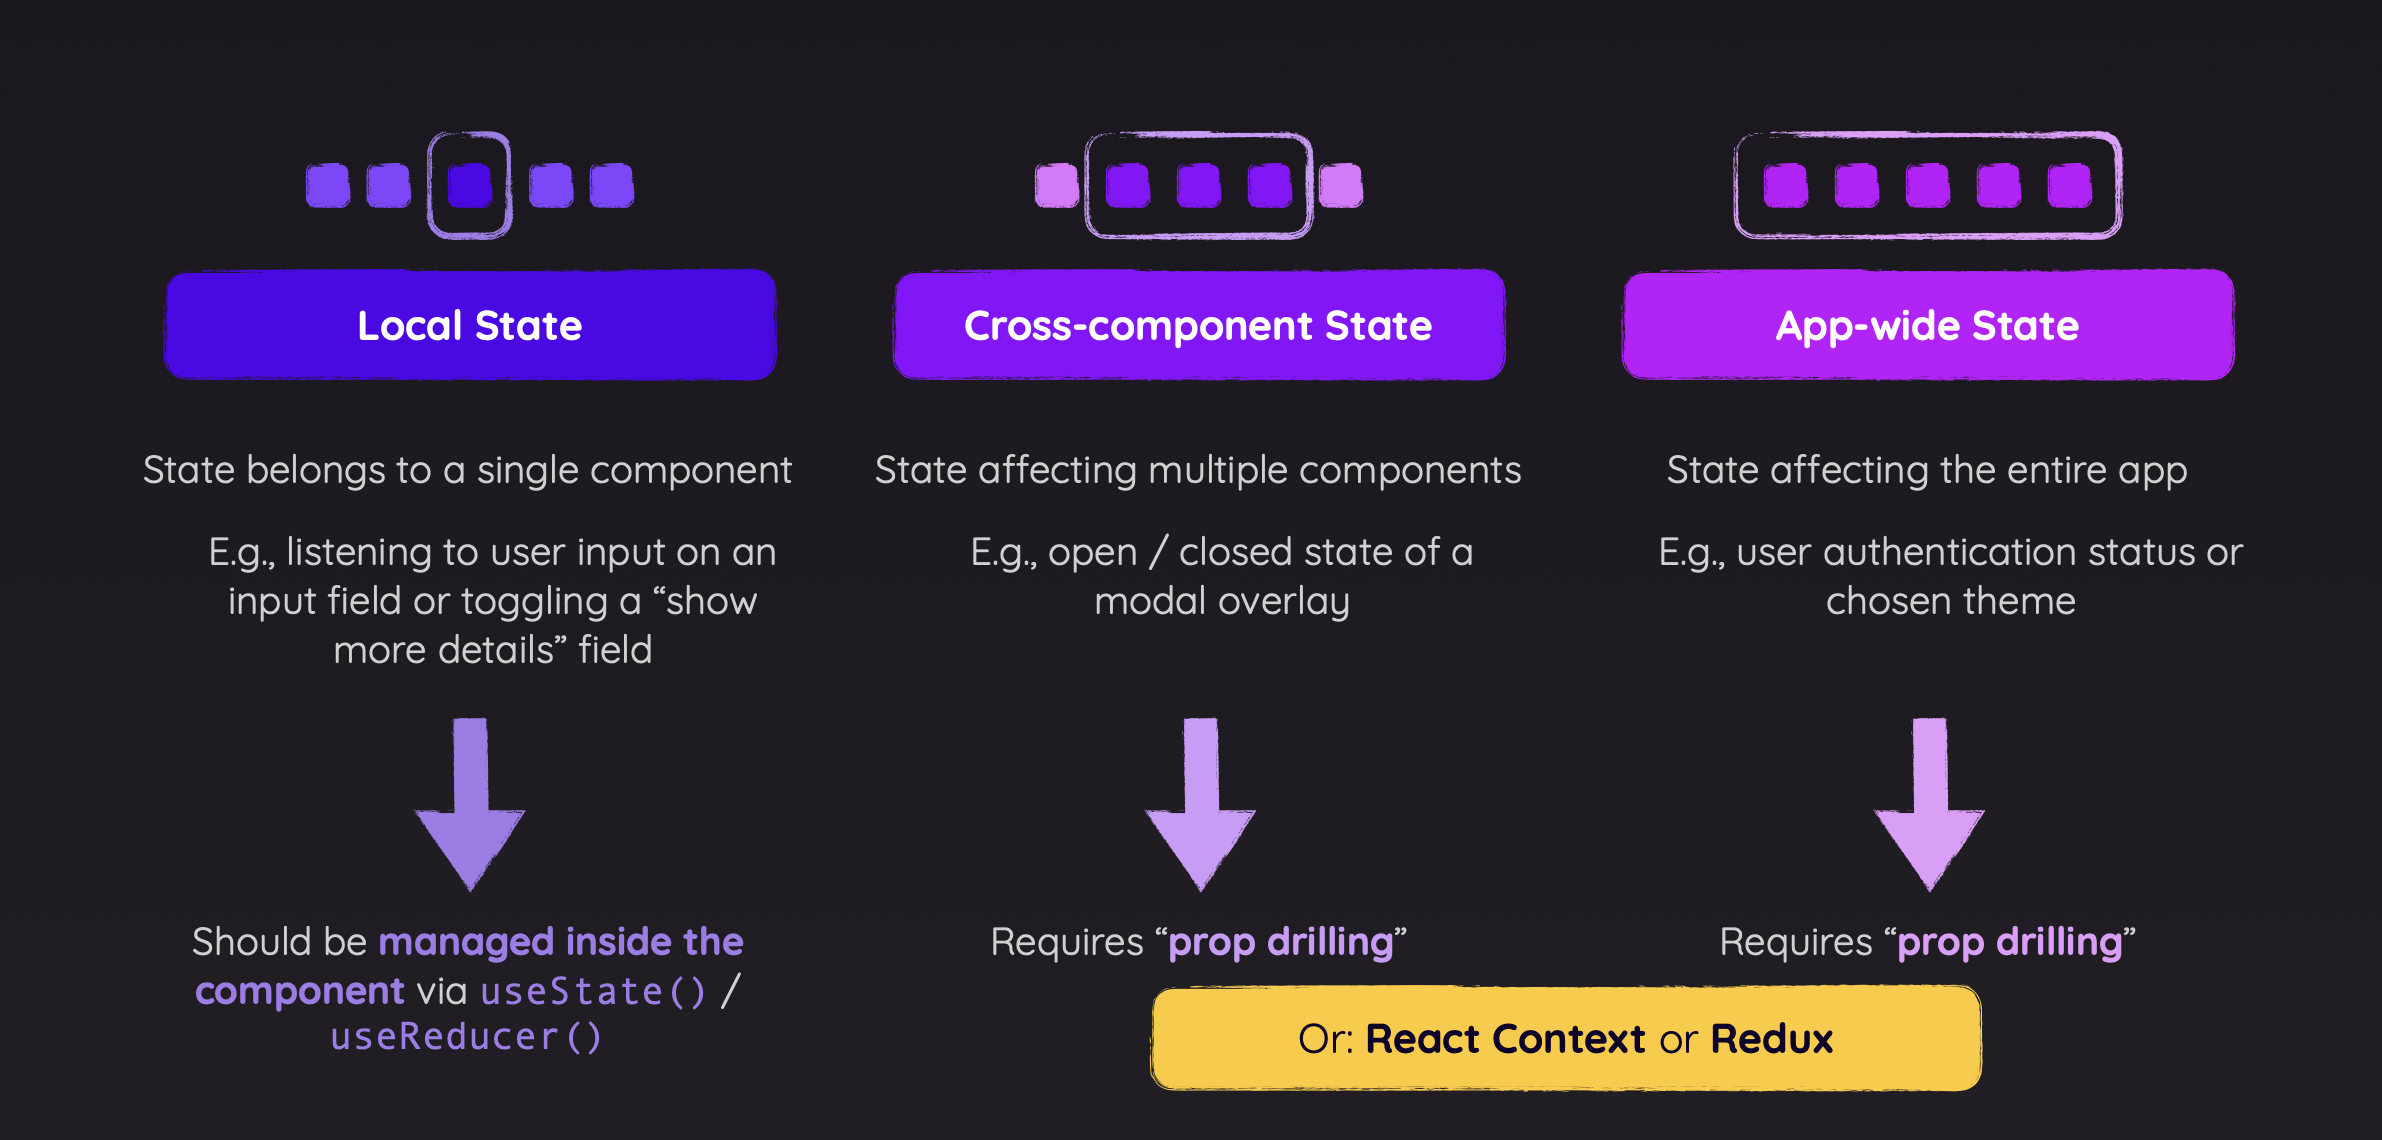 Local State
State belongs to a single component
E.g., listening to user input on an
input field or toggling a “show
more details” field
Should be managed inside the
component via useState() /
useReducer()
Cross-component State
State affecting multiple components
E.g., open / closed state of a
modal overlay
Requires “prop drilling”
App-wide State
State affecting the entire app
E.g., user authentication status or
chosen theme
Requires “prop drilling”
Or: React Context or Redux